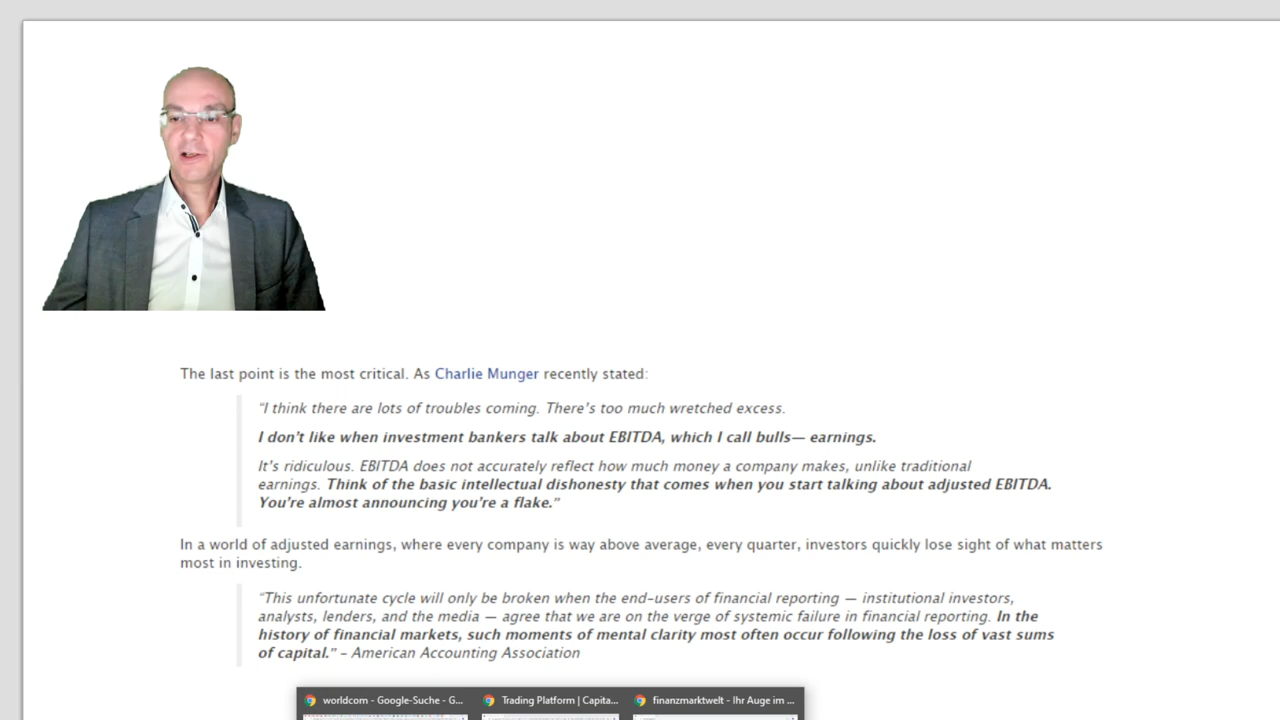 The last point is the most critical. As Charlie Munger recently stated:
“I think there are lots of troubles coming. There’s too much wretched excess.
I don’t like when investment bankers talk about EBITDA, which I call bulls— earnings.
It’s ridiculous. EBITDA does not accurately reflect how much money a company makes, unlike traditional
earnings. Think of the basic intellectual dishonesty that comes when you start talking about adjusted EBITDA.
You’re almost announcing you’re a flake.”
In a world of adjusted earnings, where every company is way above average, every quarter, investors quickly lose sight of what matters
most in investing.
“This unfortunate cycle will only be broken when the end-users of financial reporting — institutional investors,
analysts, lenders, and the media — agree that we are on the verge of systemic failure in financial reporting. In the
history of financial markets, such moments of mental clarity most often occur following the loss of vast sums
of capital.” – American Accounting Association
worldcom - Google-Suche - G... Trading Platform | Capita... finanzmarktwelt - Ihr Auge im ...